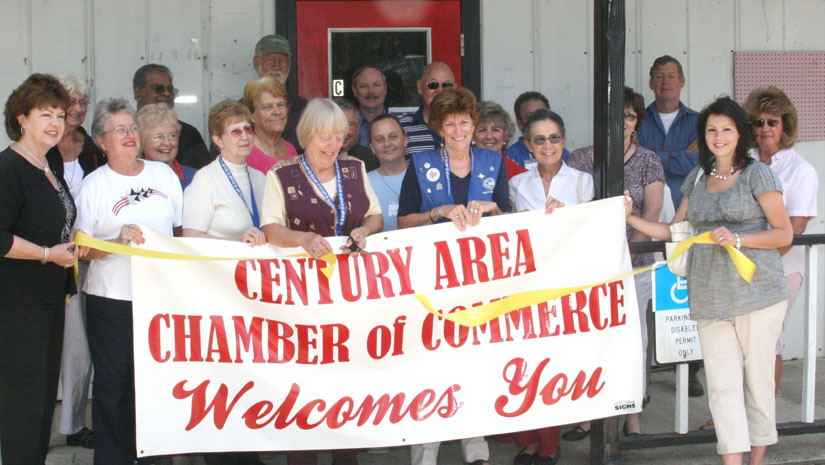 C
CENTURY AREA
CHAMBER of COMMERCE
Welcomes You
SIGNS
PARKING
DISABLED
PERMIT
ONLY